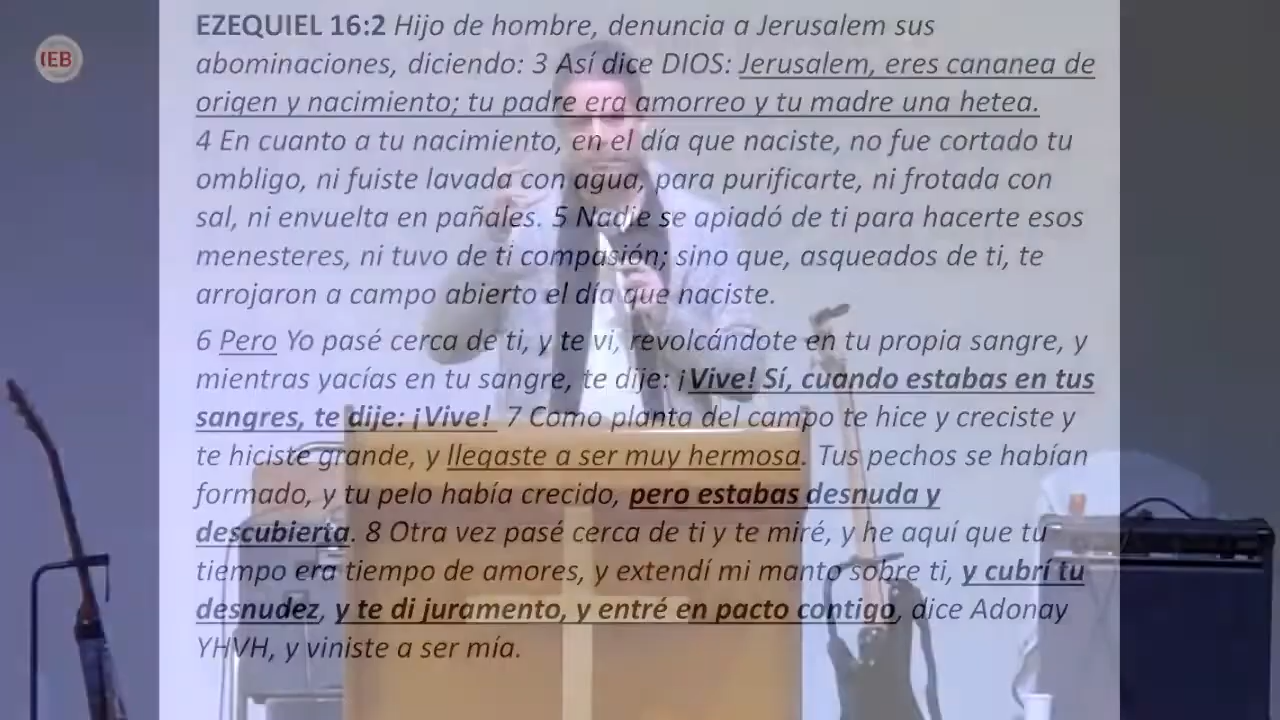 IEB
EZEQUIEL 16:2 Hijo de hombre, denuncia a Jerusalem sus
abominaciones, diciendo: 3 Así dice DIOS: Jerusalem, eres cananea de
origen y nacimiento; tu padre era amorreo y tu madre una hetea.
4 En cuanto a tu nacimiento, en el día que naciste, no fue cortado tu
ombligo, ni fuiste lavada con agua, para purificarte, ni frotada con
sal, ni envuelta en pañales. 5 Nadie se apiadó de ti para hacerte esos
menesteres, ni tuvo de ti compasión; sino que, asqueados de ti, te
arrojaron a campo abierto el día que naciste.
6 Pero Yo pasé cerca de ti, y te vi, revolcándote en tu propia sangre, y
mientras yacías en tu sangre, te dije: ¡Vive! Sí, cuando estabas en tus
sangres, te dije: ¡Vive! 7 Como planta del campo te hice y creciste y
te hiciste grande, y llegaste a ser muy hermosa. Tus pechos se habían
formado, y tu pelo había crecido, pero estabas desnuda y
descubierta. 8 Otra vez pasé cerca de ti y te miré, y he aquí que tu
tiempo era tiempo de amores, y extendí mi manto sobre ti, y cubrí tu
desnudez, y te di juramento, y entré en pacto contigo, dice Adonay
YHVH, y viniste a ser mía.